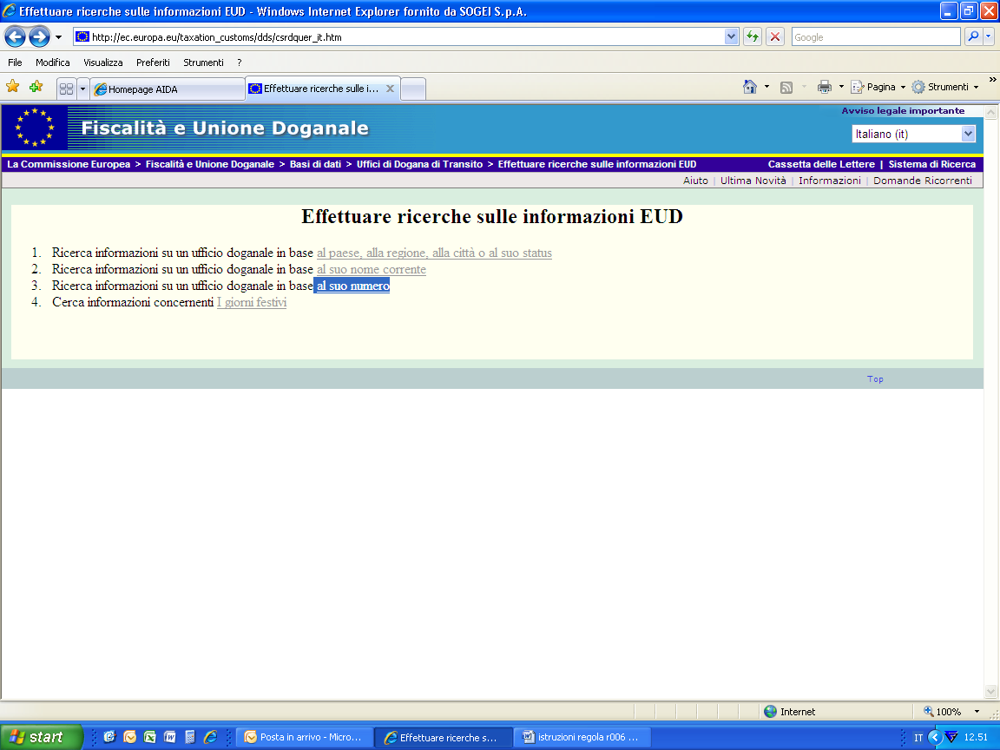 Effettuare ricerche sulle informazioni EUD - Windows Internet Explorer fornito da SOGEI S.p.A.
http://ec.europa.eu/taxation_customs/dds/csrdquer_it.htm
Google
File Modifica Visualizza Preferiti Strumenti ?
Homepage AIDA
Effettuare ricerche sulle i...
Pagina
Strumenti
»
Avviso legale importante
Fiscalità e Unione Doganale
Italiano (it)
La Commissione Europea > Fiscalità e Unione Doganale > Basi di dati > Uffici di Dogana di Transito > Effettuare ricerche sulle informazioni EUD
Cassetta delle Lettere | Sistema di Ricerca
Aiuto | Ultima Novità | Informazioni | Domande Ricorrenti
Effettuare ricerche sulle informazioni EUD
1. Ricerca informazioni su un ufficio doganale in base al paese, alla regione, alla città o al suo status
2. Ricerca informazioni su un ufficio doganale in base al suo nome corrente
3. Ricerca informazioni su un ufficio doganale in base al suo numero
4. Cerca informazioni concernenti I giorni festivi
Top
Internet
100%
start
Posta in arrivo - Micro...
Effettuare ricerche s...
istruzioni regola r006 ...
IT
12.51